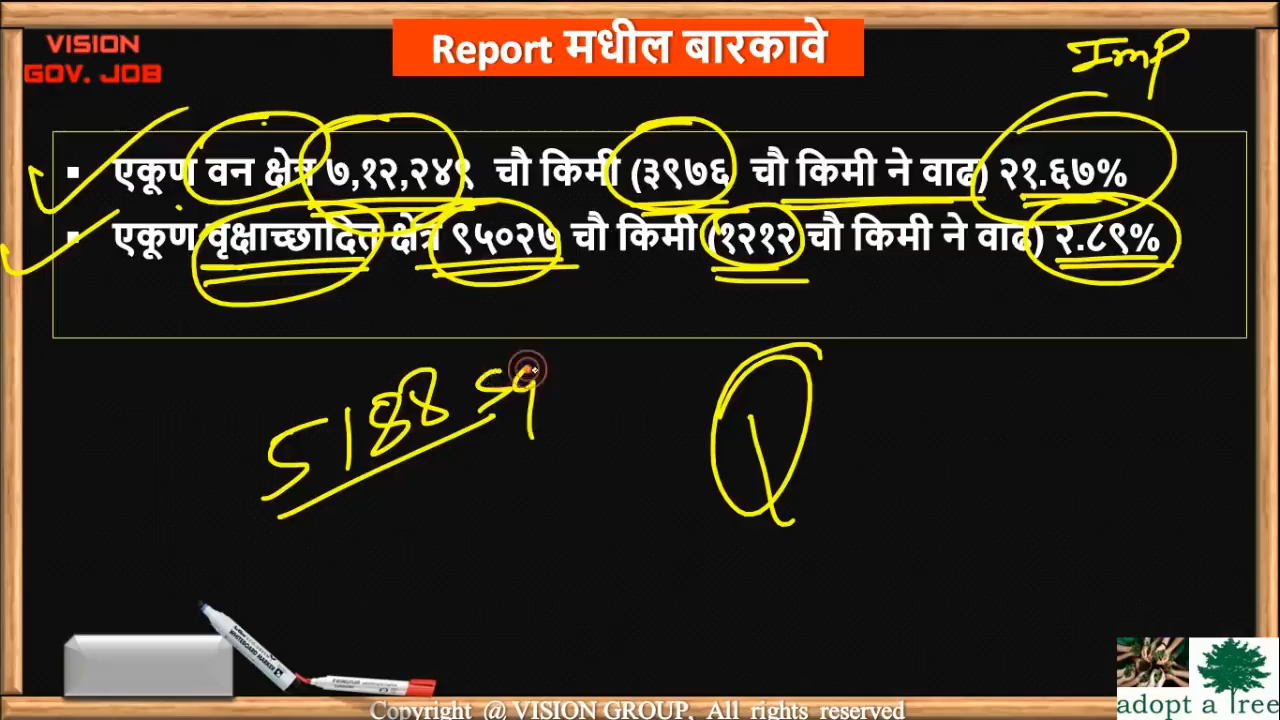 VISION
GOV. JOB
Report मधील बारकावे
Imp
▪ एकूण वन क्षेत्र ७,१२,२४९ चौ किमी (३९७६ चौ किमी ने वाढ) २१.६७%
▪ एकूण वृक्षाच्छादित क्षेत्र ९५०२७ चौ किमी (१२१२ चौ किमी ने वाढ) २.८९%
5188 sq
Q
adopt a Tree
Copyright @ VISION GROUP, All rights reserved